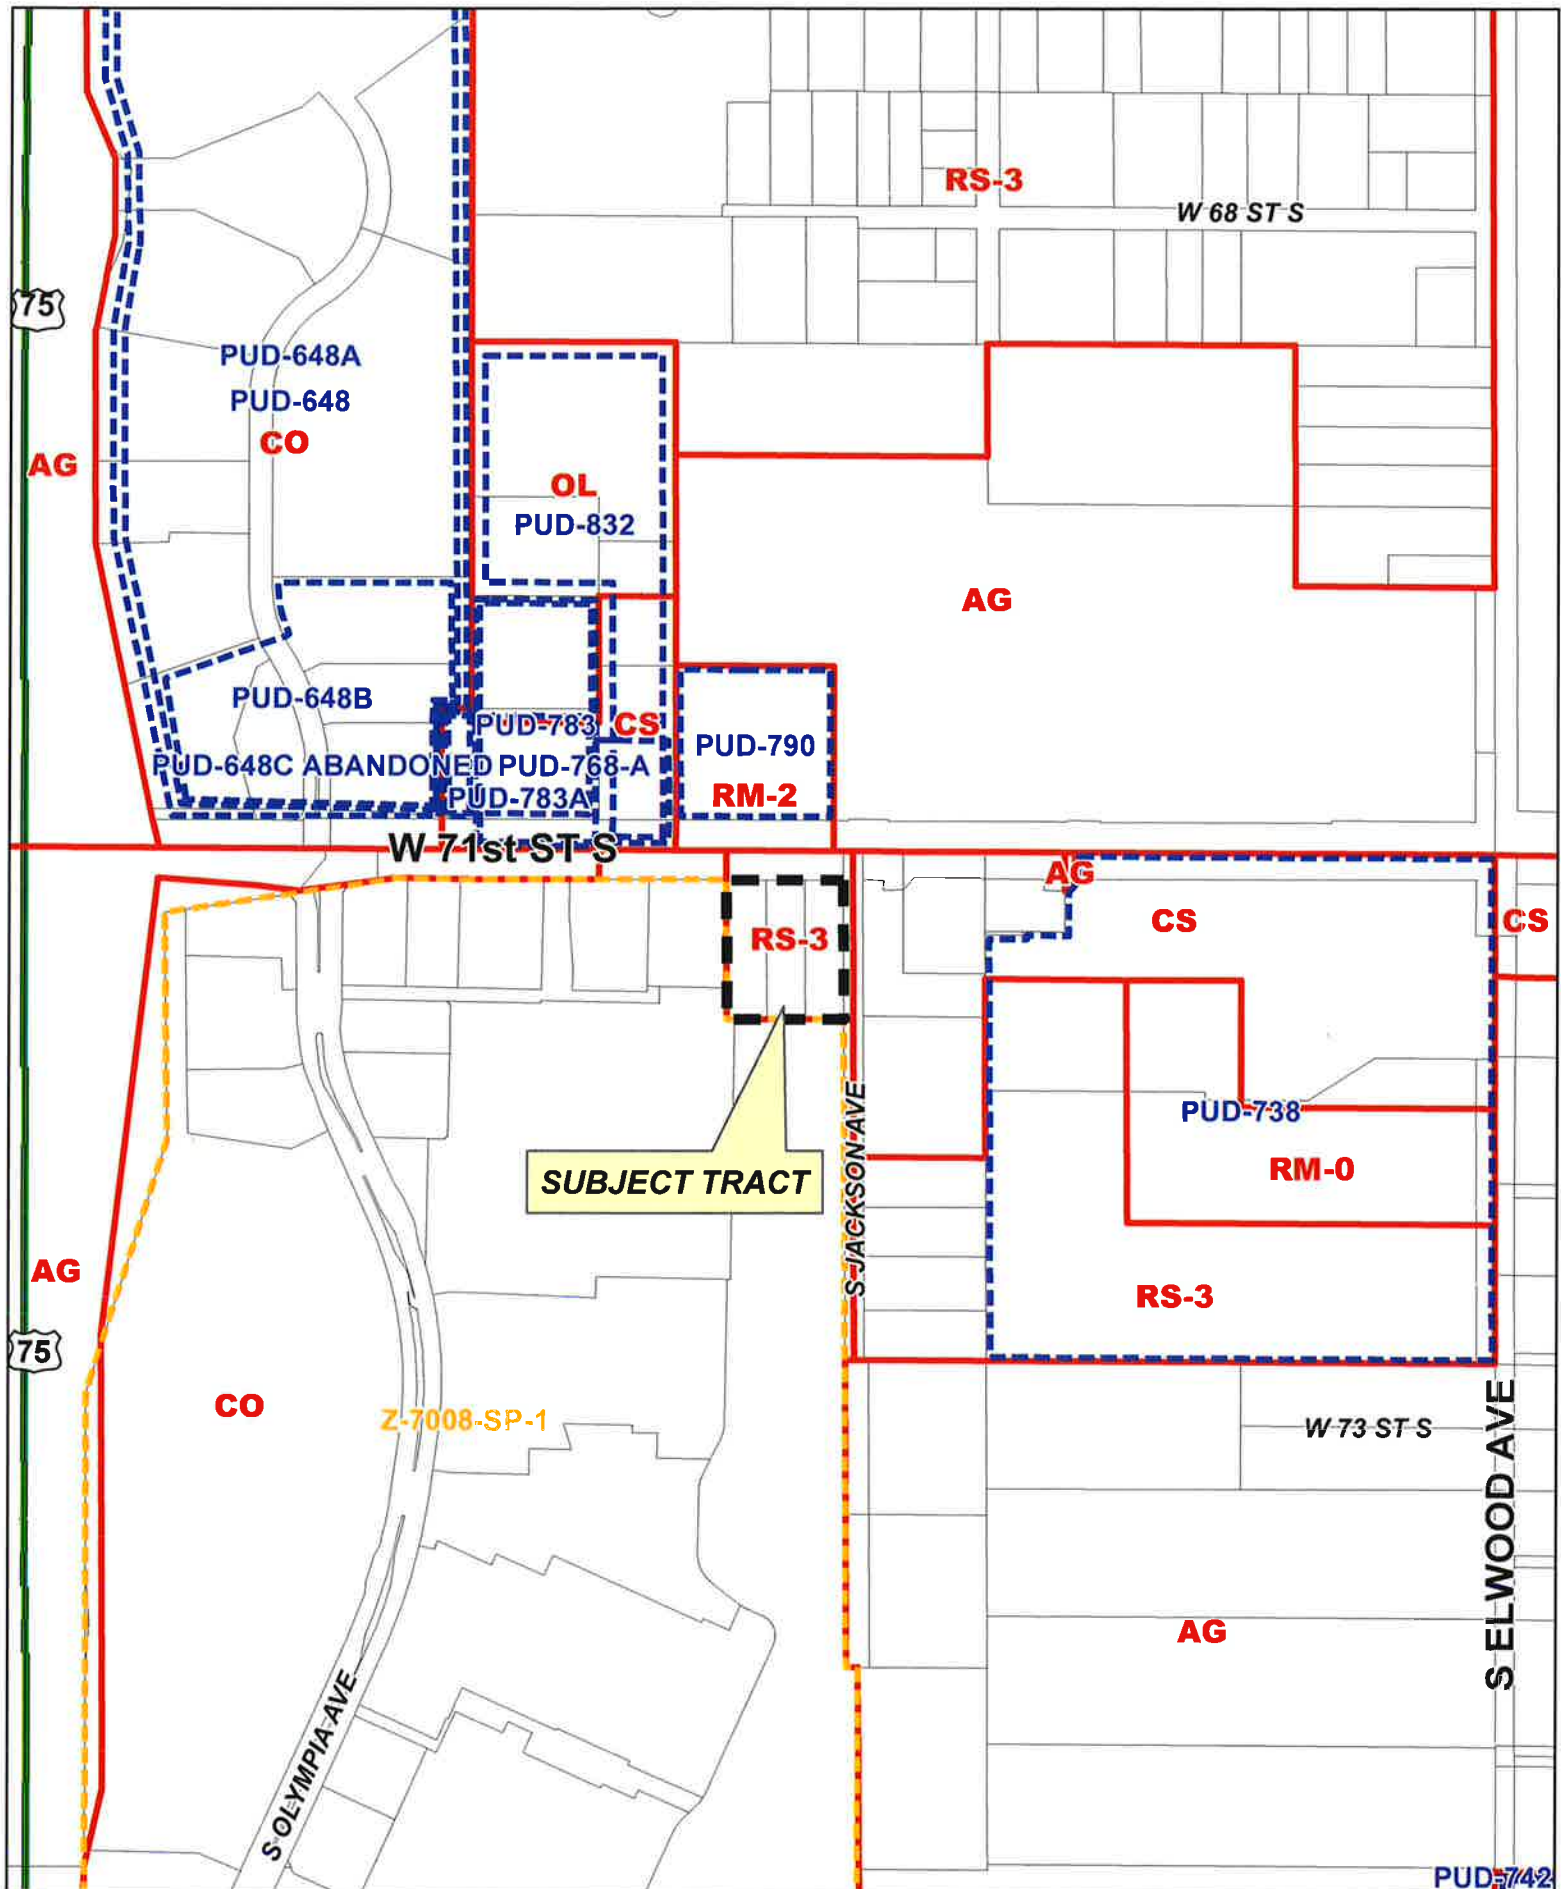 RS-3
W 68 ST S
75
PUD-648A
PUD-648
CO
AG
OL
PUD-832
AG
PUD-648B
PUD-783
CS
PUD-790
PUD-648C ABANDONED
PUD-768-A
PUD-783A
RM-2
W 71st ST S
AG
CS
CS
RS-3
PUD-738
RM-0
SUBJECT TRACT
S JACKSON AVE
AG
RS-3
75
CO
Z-7008-SP-1
W 73 ST S
S ELWOOD AVE
AG
S OLYMPIA AVE
PUD-742